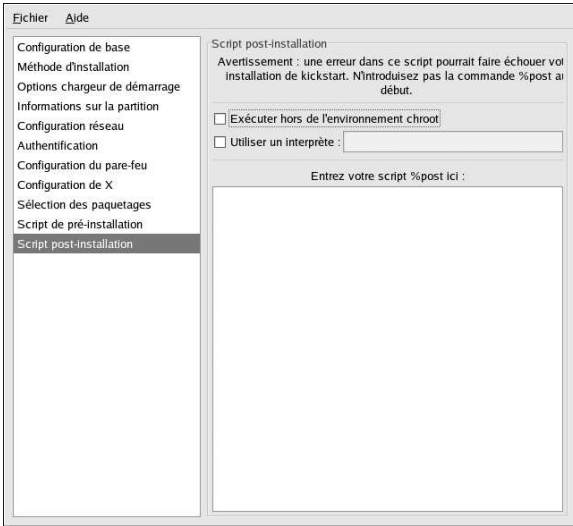 Fichier Aide
Configuration de base
Méthode d'installation
Options chargeur de démarrage
Informations sur la partition
Configuration réseau
Authentification
Configuration du pare-feu
Configuration de X
Sélection des paquetages
Script de pré-installation
Script post-installation
Script post-installation
Avertissement : une erreur dans ce script pourrait faire échouer vot
installation de kickstart. N'introduisez pas la commande %post au
début.
Exécuter hors de l'environnement chroot
Utiliser un interprète :
Entrez votre script %post ici :